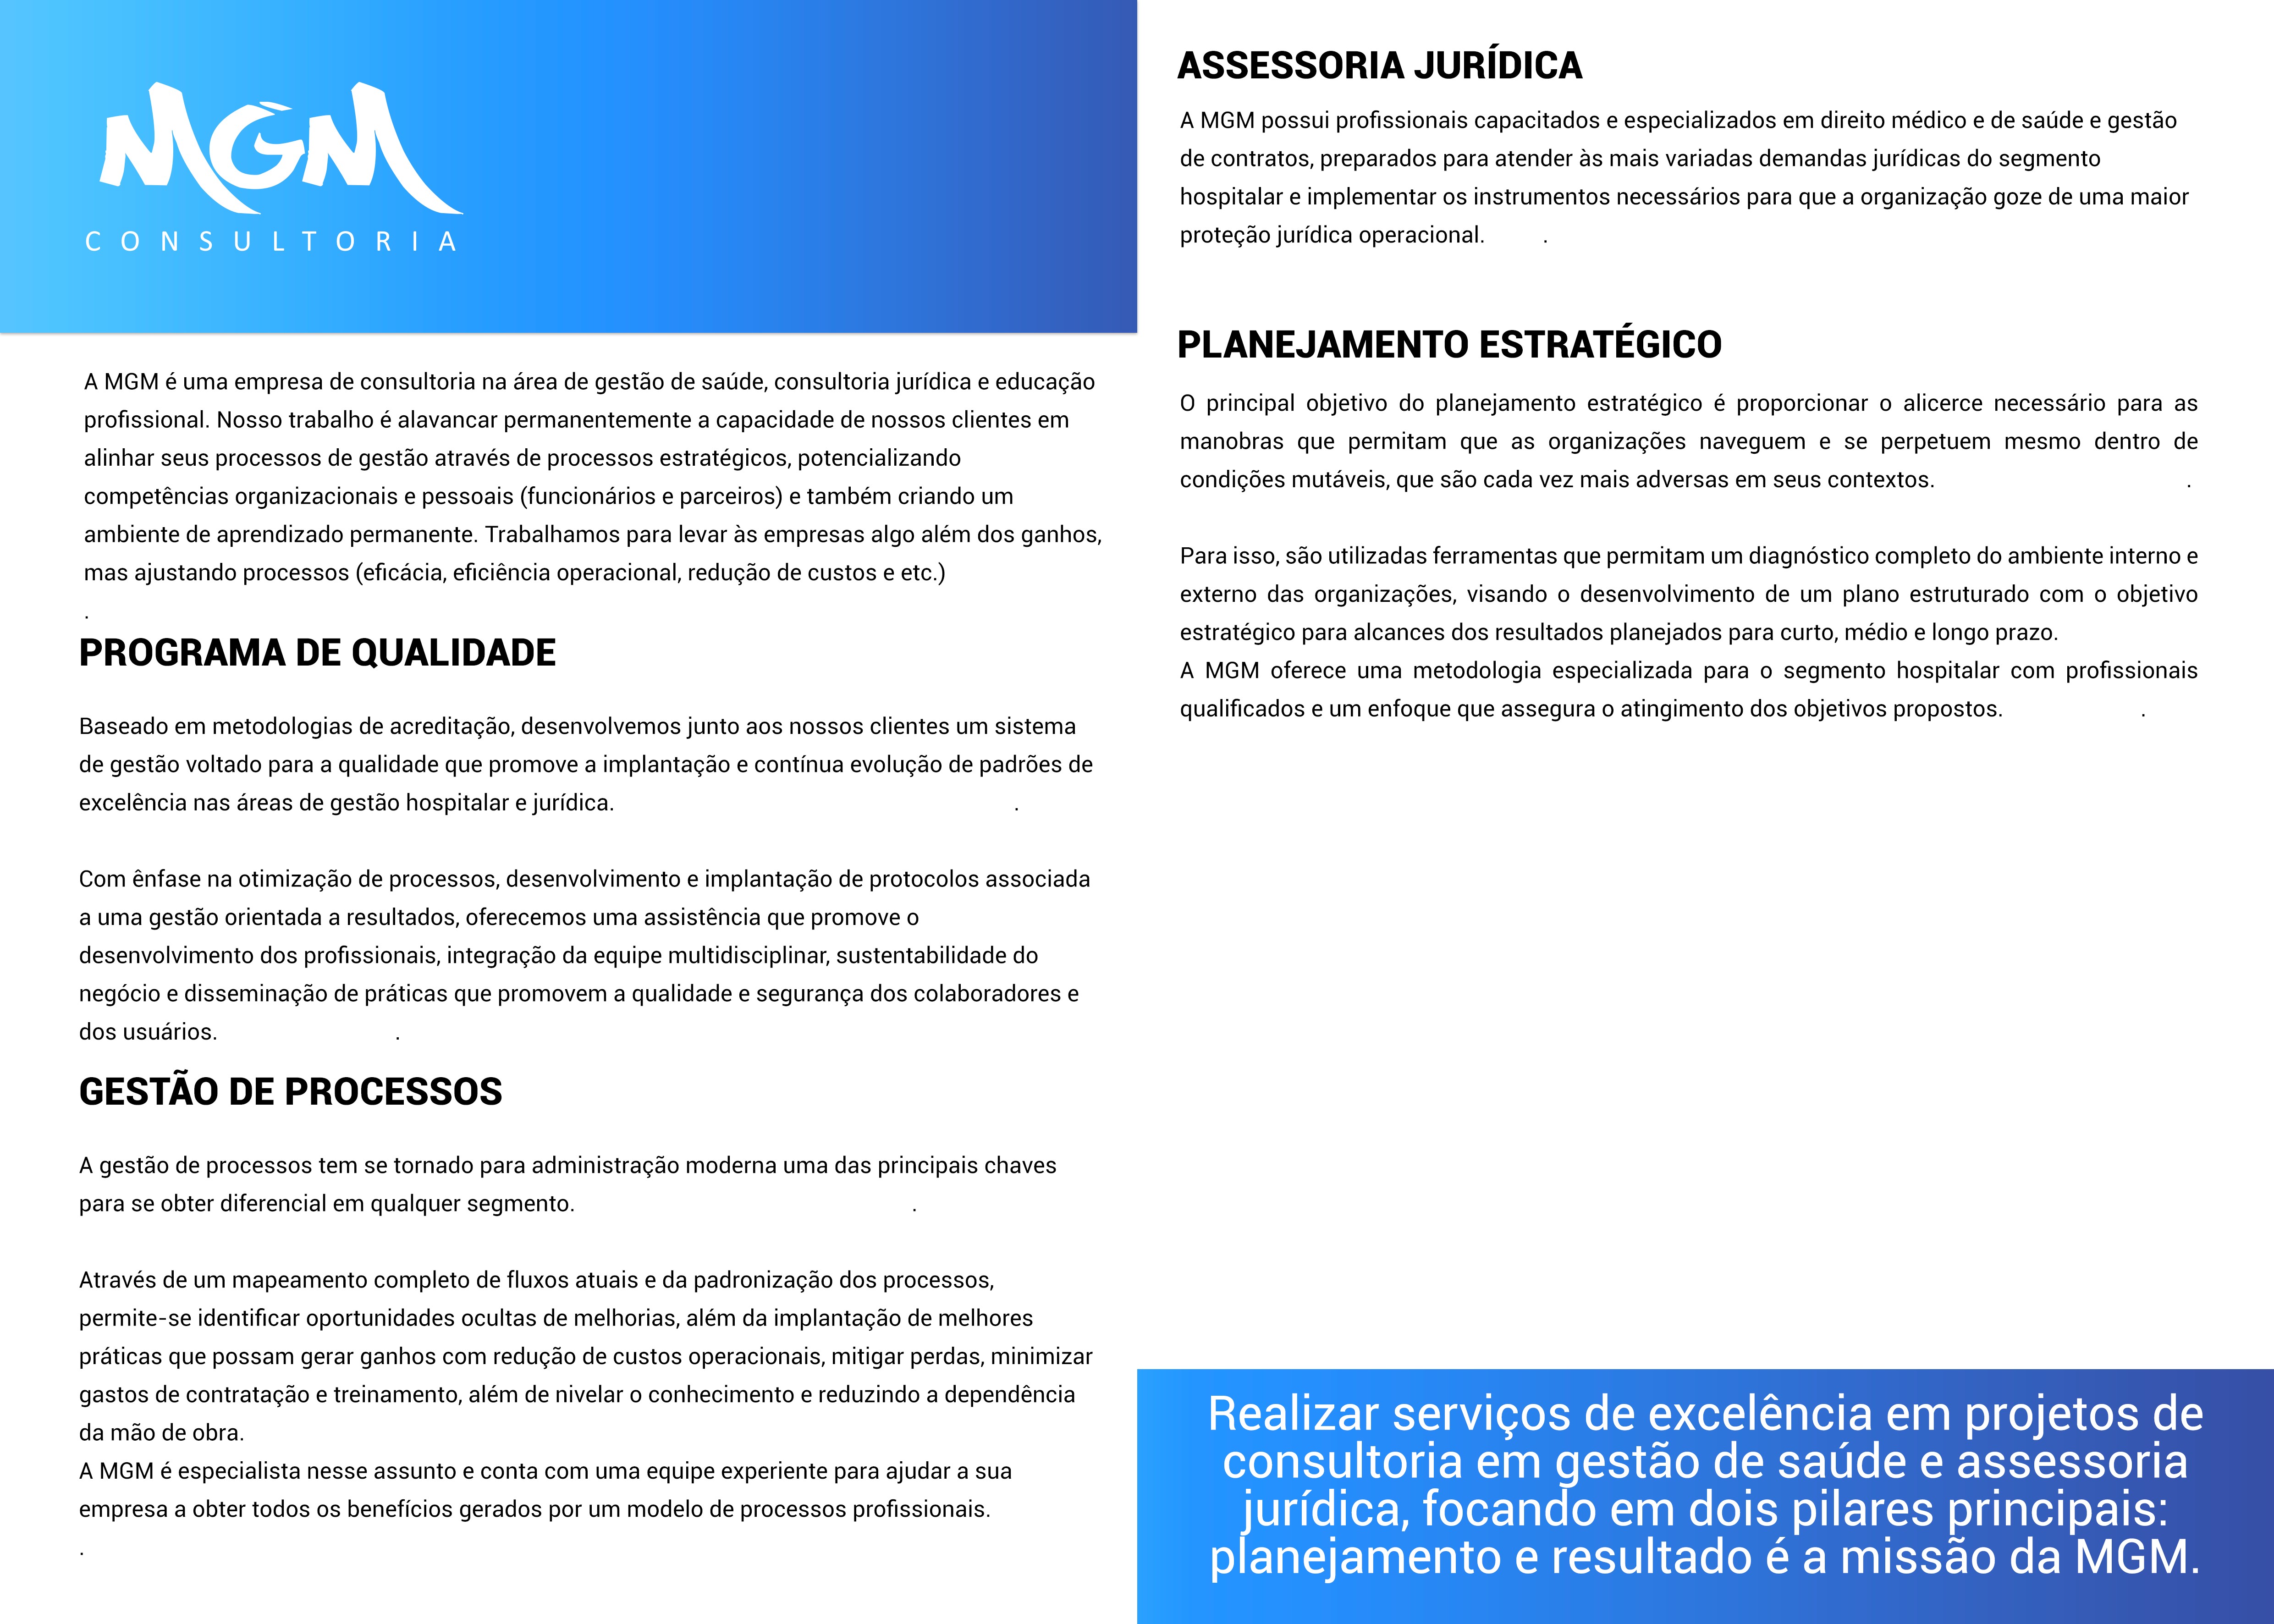 MGM
CONSULTORIA
A MGM é uma empresa de consultoria na área de gestão de saúde, consultoria jurídica e educação
profissional. Nosso trabalho é alavancar permanentemente a capacidade de nossos clientes em
alinhar seus processos de gestão através de processos estratégicos, potencializando
competências organizacionais e pessoais (funcionários e parceiros) e também criando um
ambiente de aprendizado permanente. Trabalhamos para levar às empresas algo além dos ganhos,
mas ajustando processos (eficácia, eficiência operacional, redução de custos e etc.)
.
PROGRAMA DE QUALIDADE
Baseado em metodologias de acreditação, desenvolvemos junto aos nossos clientes um sistema
de gestão voltado para a qualidade que promove a implantação e contínua evolução de padrões de
excelência nas áreas de gestão hospitalar e jurídica. .
Com ênfase na otimização de processos, desenvolvimento e implantação de protocolos associada
a uma gestão orientada a resultados, oferecemos uma assistência que promove o
desenvolvimento dos profissionais, integração da equipe multidisciplinar, sustentabilidade do
negócio e disseminação de práticas que promovem a qualidade e segurança dos colaboradores e
dos usuários. .
GESTÃO DE PROCESSOS
A gestão de processos tem se tornado para administração moderna uma das principais chaves
para se obter diferencial em qualquer segmento. .
Através de um mapeamento completo de fluxos atuais e da padronização dos processos,
permite-se identificar oportunidades ocultas de melhorias, além da implantação de melhores
práticas que possam gerar ganhos com redução de custos operacionais, mitigar perdas, minimizar
gastos de contratação e treinamento, além de nivelar o conhecimento e reduzindo a dependência
da mão de obra.
A MGM é especialista nesse assunto e conta com uma equipe experiente para ajudar a sua
empresa a obter todos os benefícios gerados por um modelo de processos profissionais.
.
ASSESSORIA JURÍDICA
A MGM possui profissionais capacitados e especializados em direito médico e de saúde e gestão
de contratos, preparados para atender às mais variadas demandas jurídicas do segmento
hospitalar e implementar os instrumentos necessários para que a organização goze de uma maior
proteção jurídica operacional. .
PLANEJAMENTO ESTRATÉGICO
O principal objetivo do planejamento estratégico é proporcionar o alicerce necessário para as
manobras que permitam que as organizações naveguem e se perpetuem mesmo dentro de
condições mutáveis, que são cada vez mais adversas em seus contextos. .
Para isso, são utilizadas ferramentas que permitam um diagnóstico completo do ambiente interno e
externo das organizações, visando o desenvolvimento de um plano estruturado com o objetivo
estratégico para alcances dos resultados planejados para curto, médio e longo prazo.
A MGM oferece uma metodologia especializada para o segmento hospitalar com profissionais
qualificados e um enfoque que assegura o atingimento dos objetivos propostos. .
Realizar serviços de excelência em projetos de
consultoria em gestão de saúde e assessoria
jurídica, focando em dois pilares principais:
planejamento e resultado é a missão da MGM.